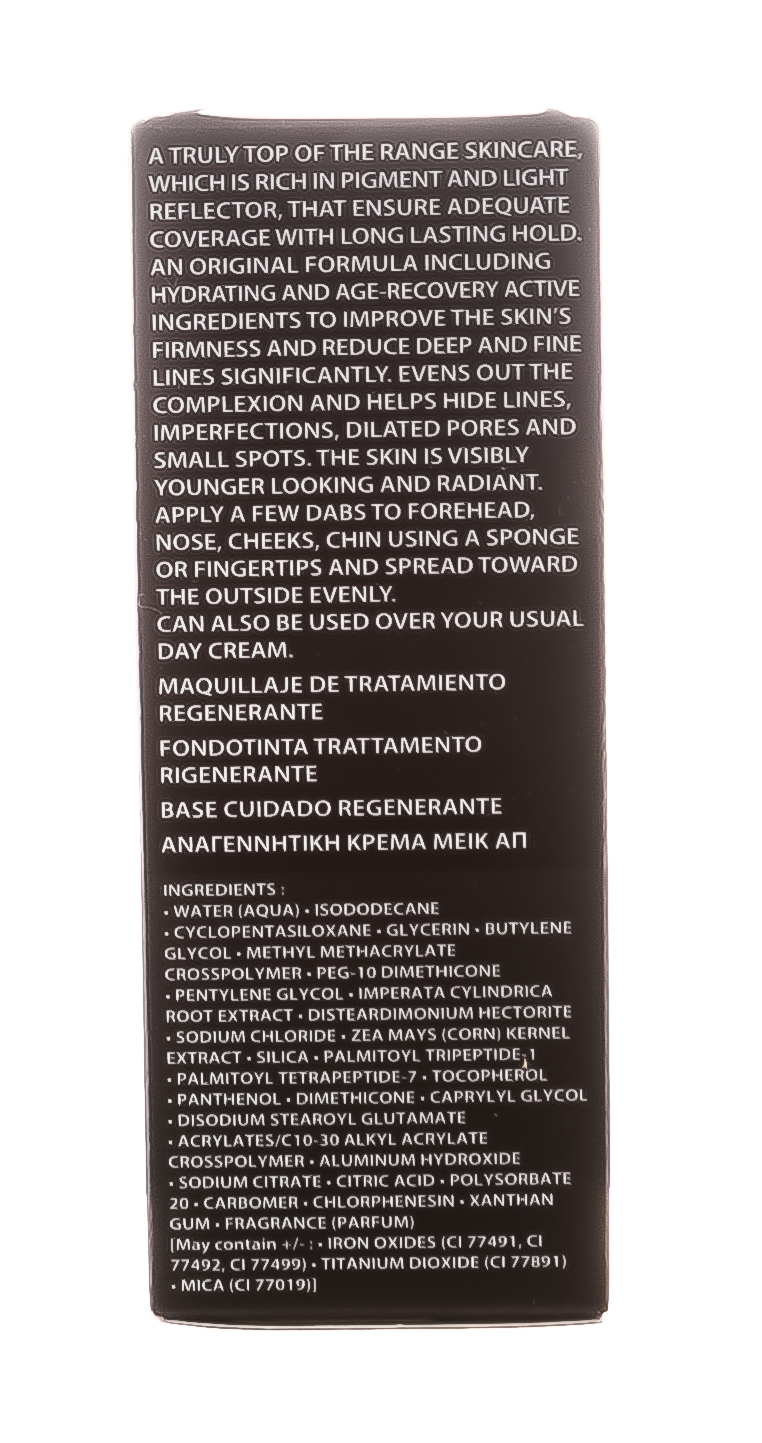 A TRULY TOP OF THE RANGE SKINCARE,
WHICH IS RICH IN PIGMENT AND LIGHT
REFLECTOR, THAT ENSURE ADEQUATE
COVERAGE WITH LONG LASTING HOLD.
AN ORIGINAL FORMULA INCLUDING
HYDRATING AND AGE-RECOVERY ACTIVE
INGREDIENTS TO IMPROVE THE SKIN'S
FIRMNESS AND REDUCE DEEP AND FINE
LINES SIGNIFICANTLY. EVENS OUT THE
COMPLEXION AND HELPS HIDE LINES,
IMPERFECTIONS, DILATED PORES AND
SMALL SPOTS. THE SKIN IS VISIBLY
YOUNGER LOOKING AND RADIANT.
APPLY A FEW DABS TO FOREHEAD,
NOSE, CHEEKS, CHIN USING A SPONGE
OR FINGERTIPS AND SPREAD TOWARD
THE OUTSIDE EVENLY.
CAN ALSO BE USED OVER YOUR USUAL
DAY CREAM.
MAQUILLAJE DE TRATAMIENTO
REGENERANTE
FONDOTINTA TRATTAMENTO
RIGENERANTE
BASE CUIDADO REGENERANTE
ΑΝΑΓΕΝΝΗΤΙΚΗ ΚΡΕΜΑ ΜΕΙΚ ΑΠ
INGREDIENTS :
• WATER (AQUA) • ISODODECANE
• CYCLOPENTASILOXANE • GLYCERIN • BUTYLENE
GLYCOL • METHYL METHACRYLATE
CROSSPOLYMER • PEG-10 DIMETHICONE
• PENTYLENE GLYCOL • IMPERATA CYLINDRICA
ROOT EXTRACT • DISTEARDIMONIUM HECTORITE
• SODIUM CHLORIDE • ZEA MAYS (CORN) KERNEL
EXTRACT • SILICA • PALMITOYL TRIPEPTIDE-1
• PALMITOYL TETRAPEPTIDE-7 • TOCOPHEROL
• PANTHENOL • DIMETHICONE • CAPRYLYL GLYCOL
• DISODIUM STEAROYL GLUTAMATE
• ACRYLATES/C10-30 ALKYL ACRYLATE
CROSSPOLYMER • ALUMINUM HYDROXIDE
• SODIUM CITRATE • CITRIC ACID • POLYSORBATE
20 • CARBOMER • CHLORPHENESIN • XANTHAN
GUM • FRAGRANCE (PARFUM)
[May contain +/- : • IRON OXIDES (CI 77491, CI
77492, CI 77499) • TITANIUM DIOXIDE (CI 77891)
• MICA (CI 77019)]